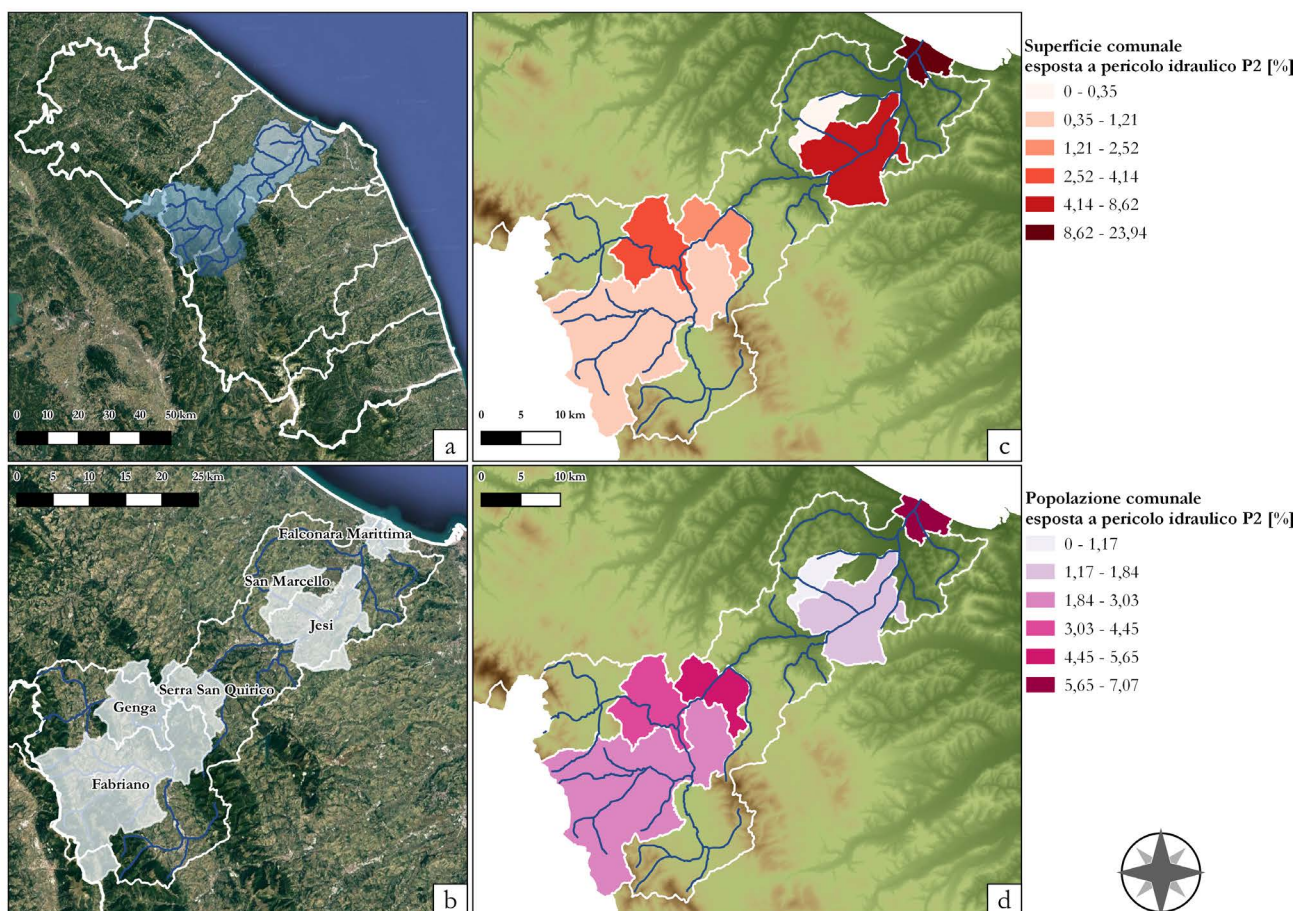 0 10 20 30 40 50 km
a
0 5 10 km
c
Superficie comunale
esposta a pericolo idraulico P2 [%]
0 - 0,35
0,35 - 1,21
1,21 - 2,52
2,52 - 4,14
4,14 - 8,62
8,62 - 23,94
0 5 10 15 20 25 km
Falconara Marittima
San Marcello
Jesi
Serra San Quirico
Genga
Fabriano
b
0 5 10 km
d
Popolazione comunale
esposta a pericolo idraulico P2 [%]
0 - 1,17
1,17 - 1,84
1,84 - 3,03
3,03 - 4,45
4,45 - 5,65
5,65 - 7,07